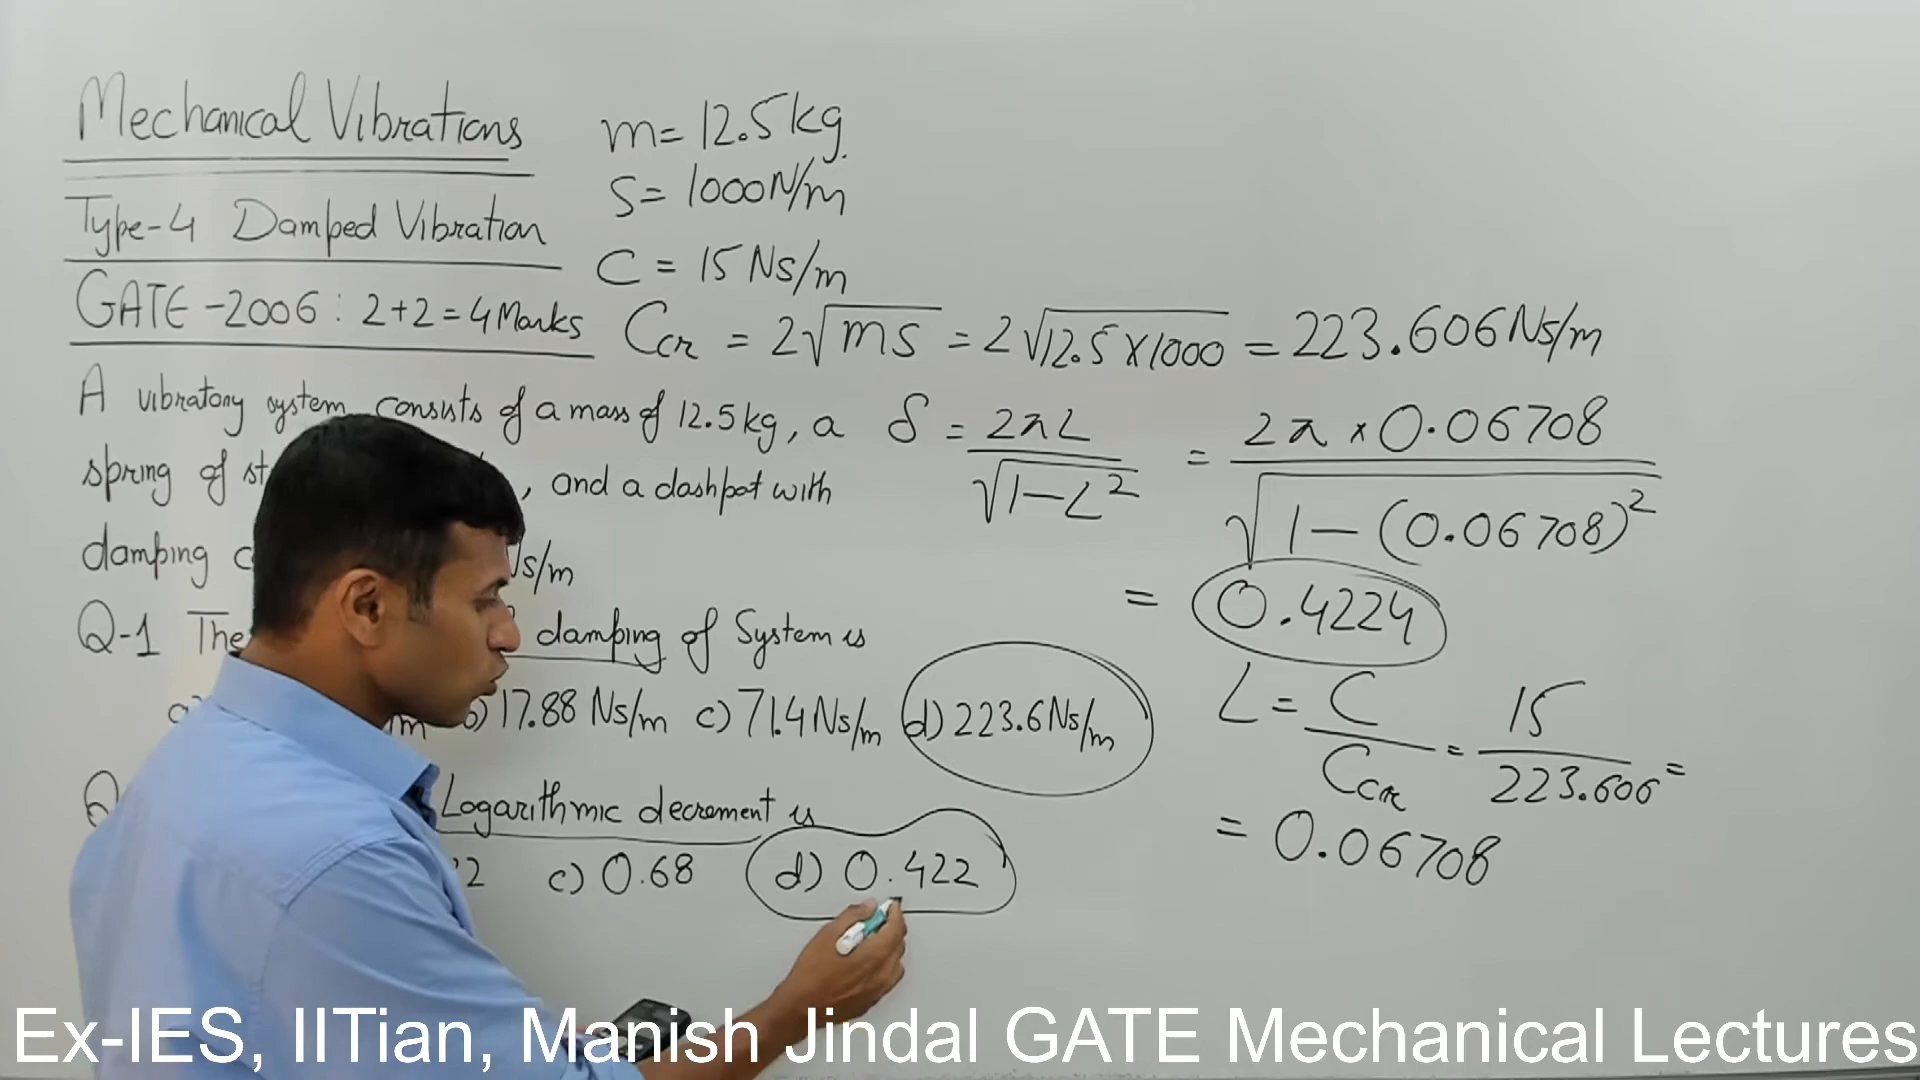 Mechanical Vibrations
Type-4 Damped Vibration
GATE-2006: 2+2=4 Marks
A vibratory system consists of a mass of 12.5 kg, a
spring of st , and a dashpot with
damping c Ns/m
Q-1 The damping of System is
b) 17.88 Ns/m c) 71.4 Ns/m d) 223.6 Ns/m
Q Logarithmic decrement is
2 c) 0.68 d) 0.422
m = 12.5 kg.
S = 1000 N/m
C = 15 Ns/m
Ccr = 2√ms = 2√12.5×1000 = 223.606 Ns/m
δ = 2πL/√1-L² = 2π×0.06708/√1-(0.06708)²
= 0.4224
L = C/Ccr = 15/223.606 =
= 0.06708
Ex-IES, IITian, Manish Jindal GATE Mechanical Lectures